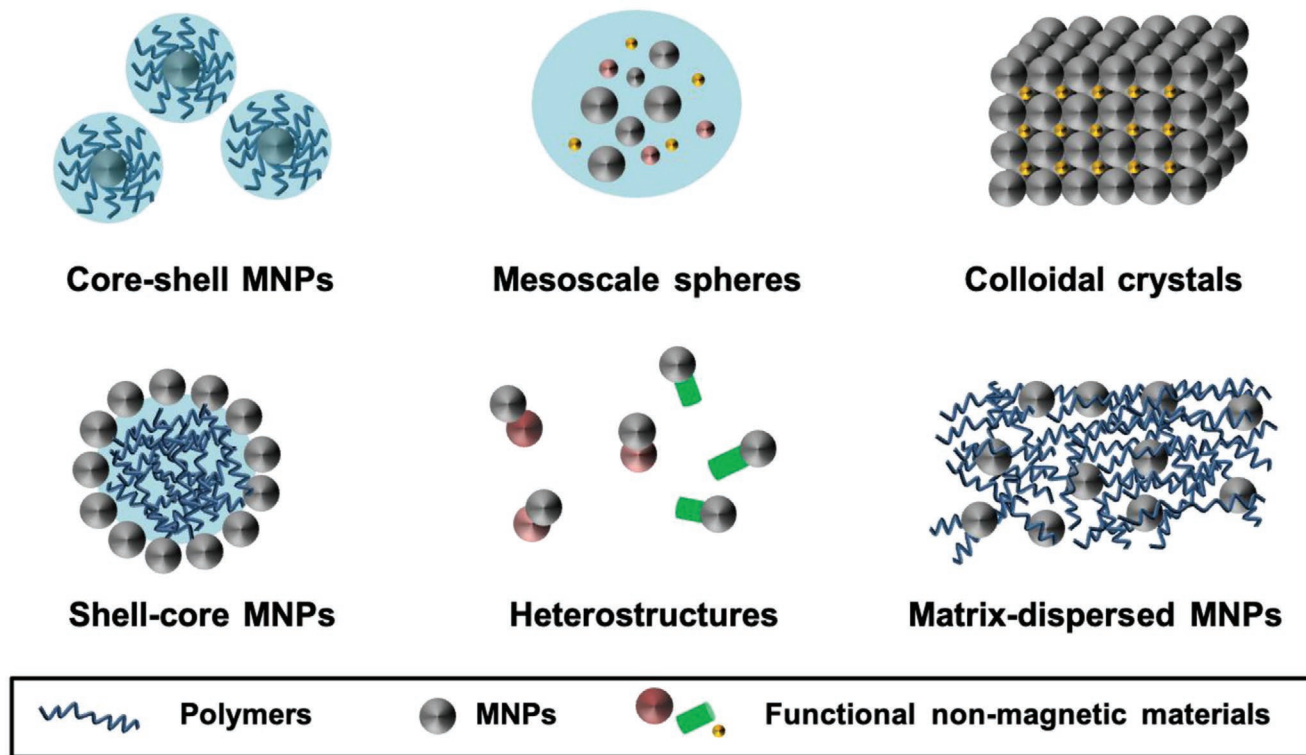 Core-shell MNPs
Mesoscale spheres
Colloidal crystals
Shell-core MNPs
Heterostructures
Matrix-dispersed MNPs
Polymers
MNPs
Functional non-magnetic materials